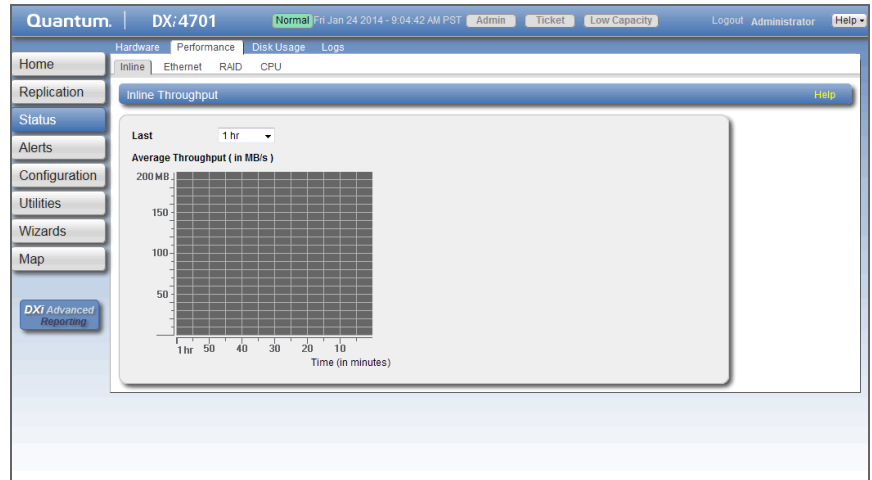 Quantum. DXi4701 Normal Fri Jan 24 2014 - 9:04:42 AM PST Admin Ticket Low Capacity Logout Administrator Help
Hardware Performance Disk Usage Logs
Inline Ethernet RAID CPU
Home
Replication
Status
Alerts
Configuration
Utilities
Wizards
Map
DXi Advanced
Reporting
Inline Throughput Help
Last 1 hr
Average Throughput ( in MB/s )
200 MB
150
100
50
1 hr 50 40 30 20 10
Time (in minutes)